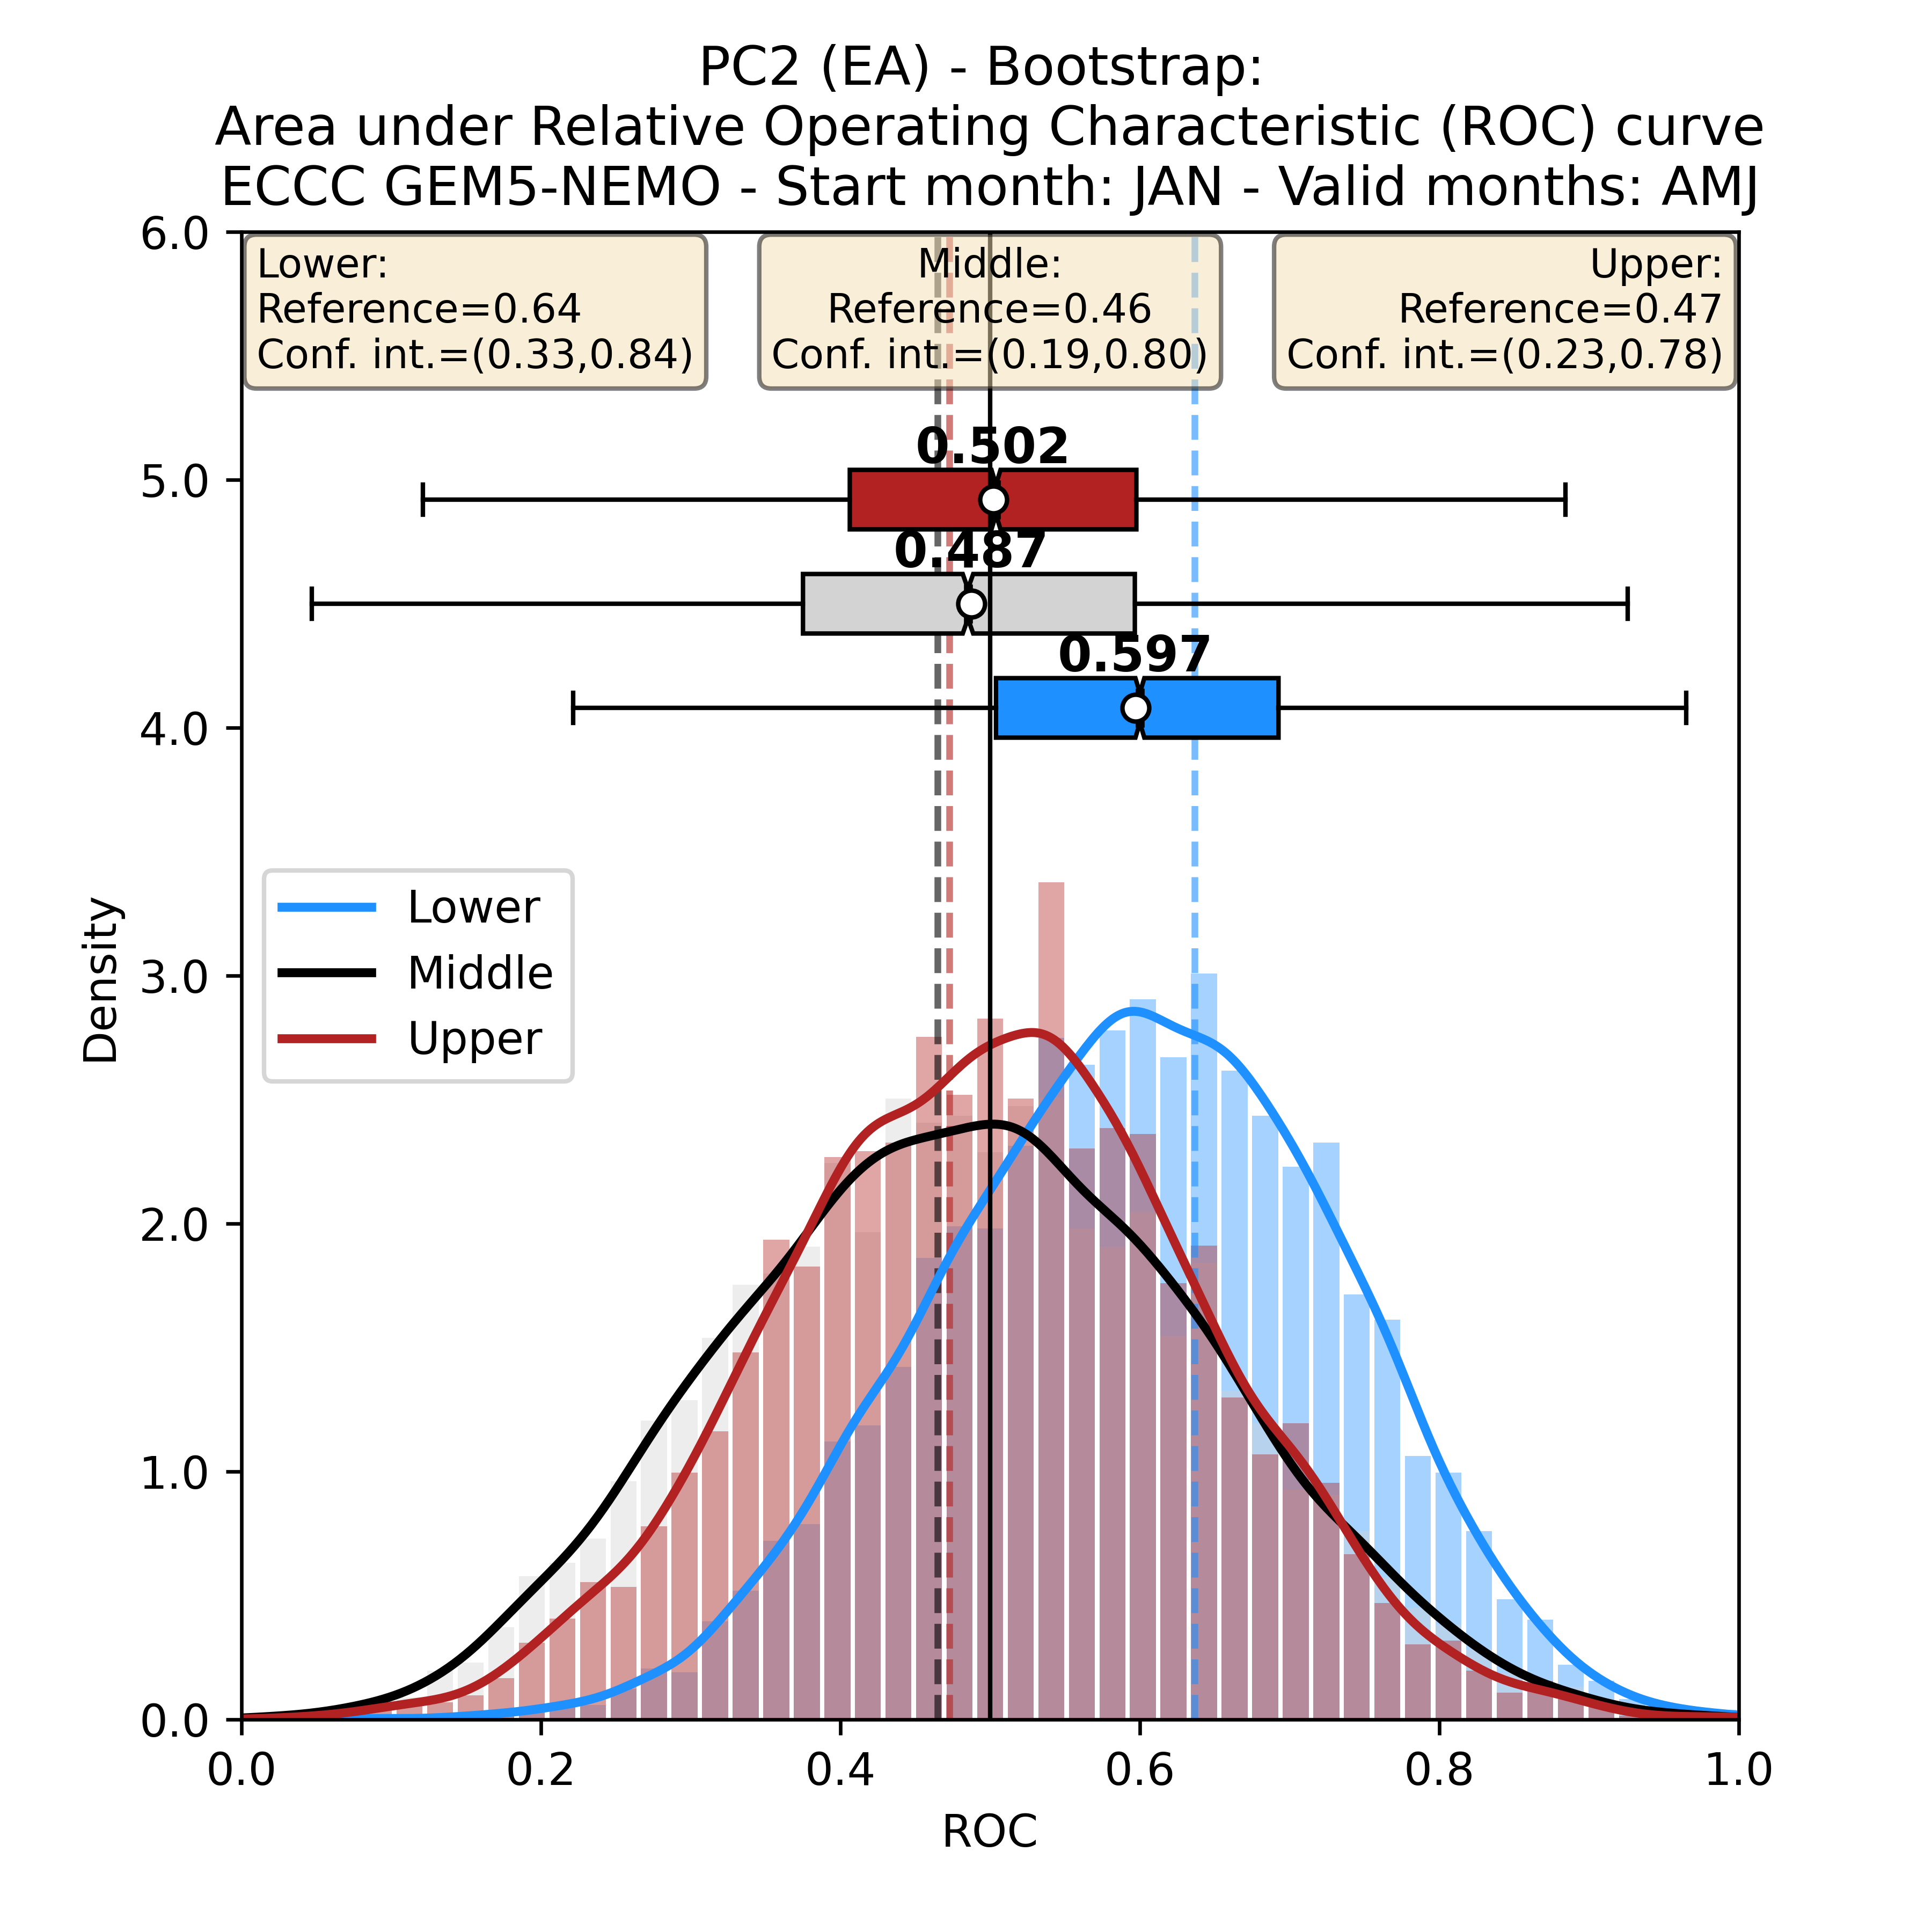 PC2 (EA) - Bootstrap:
Area under Relative Operating Characteristic (ROC) curve
ECCC GEM5-NEMO - Start month: JAN - Valid months: AMJ
Lower:
Reference=0.64
Conf. int.=(0.33,0.84)
Middle:
Reference=0.46
Conf. int.=(0.19,0.80)
Upper:
Reference=0.47
Conf. int.=(0.23,0.78)
0.502
0.487
0.597
Lower
Middle
Upper
Density
6.0
5.0
4.0
3.0
2.0
1.0
0.0
0.0 0.2 0.4 0.6 0.8 1.0
ROC